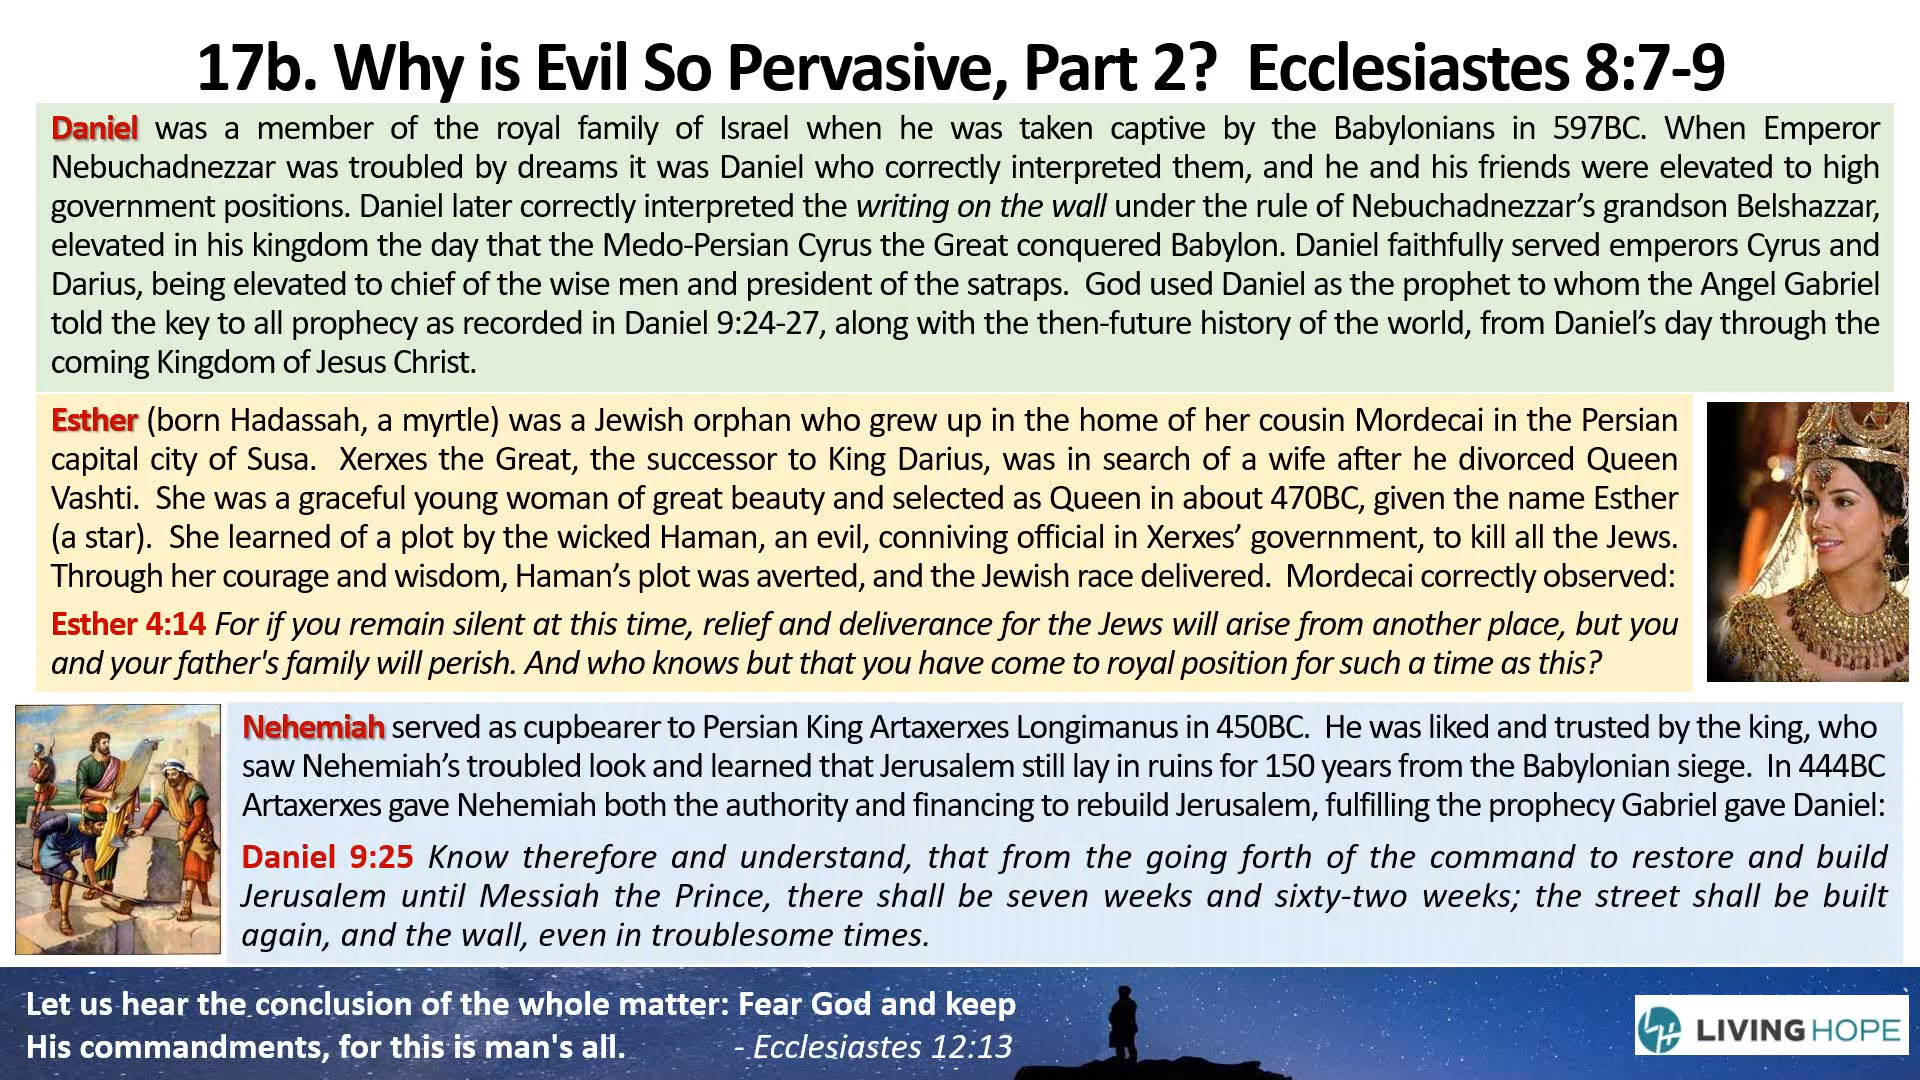 17b. Why is Evil So Pervasive, Part 2?  Ecclesiastes 8:7-9
Daniel was a member of the royal family of Israel when he was taken captive by the Babylonians in 597BC. When Emperor
Nebuchadnezzar was troubled by dreams it was Daniel who correctly interpreted them, and he and his friends were elevated to high
government positions. Daniel later correctly interpreted the writing on the wall under the rule of Nebuchadnezzar’s grandson Belshazzar,
elevated in his kingdom the day that the Medo-Persian Cyrus the Great conquered Babylon. Daniel faithfully served emperors Cyrus and
Darius, being elevated to chief of the wise men and president of the satraps.  God used Daniel as the prophet to whom the Angel Gabriel
told the key to all prophecy as recorded in Daniel 9:24-27, along with the then-future history of the world, from Daniel’s day through the
coming Kingdom of Jesus Christ.
Esther (born Hadassah, a myrtle) was a Jewish orphan who grew up in the home of her cousin Mordecai in the Persian
capital city of Susa.  Xerxes the Great, the successor to King Darius, was in search of a wife after he divorced Queen
Vashti.  She was a graceful young woman of great beauty and selected as Queen in about 470BC, given the name Esther
(a star).  She learned of a plot by the wicked Haman, an evil, conniving official in Xerxes’ government, to kill all the Jews.
Through her courage and wisdom, Haman’s plot was averted, and the Jewish race delivered.  Mordecai correctly observed:
Esther 4:14 For if you remain silent at this time, relief and deliverance for the Jews will arise from another place, but you
and your father's family will perish. And who knows but that you have come to royal position for such a time as this?
Nehemiah served as cupbearer to Persian King Artaxerxes Longimanus in 450BC.  He was liked and trusted by the king, who
saw Nehemiah’s troubled look and learned that Jerusalem still lay in ruins for 150 years from the Babylonian siege.  In 444BC
Artaxerxes gave Nehemiah both the authority and financing to rebuild Jerusalem, fulfilling the prophecy Gabriel gave Daniel:
Daniel 9:25 Know therefore and understand, that from the going forth of the command to restore and build
Jerusalem until Messiah the Prince, there shall be seven weeks and sixty-two weeks; the street shall be built
again, and the wall, even in troublesome times.
Let us hear the conclusion of the whole matter: Fear God and keep
His commandments, for this is man's all.  - Ecclesiastes 12:13
LIVING HOPE